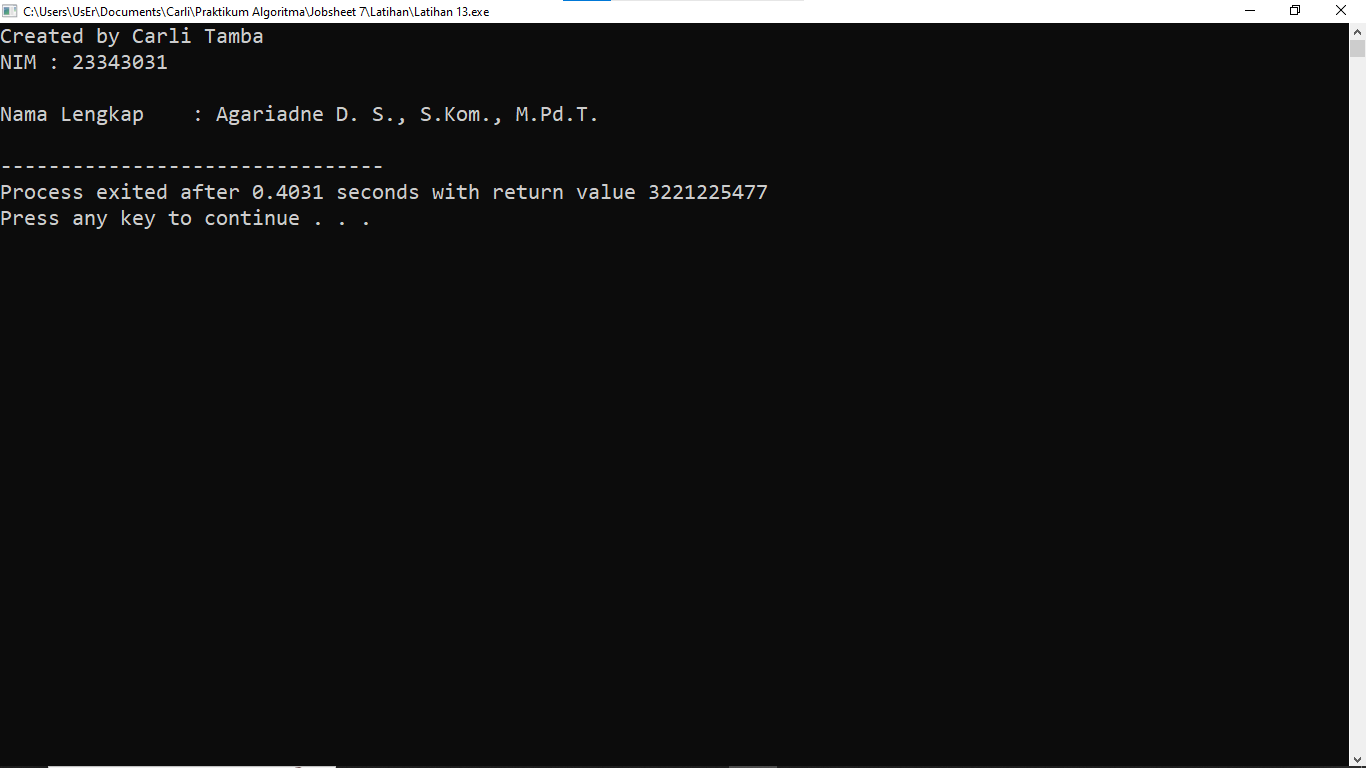 C:\Users\UsEr\Documents\Carli\Praktikum Algoritma\Jobsheet 7\Latihan\Latihan 13.exe
Created by Carli Tamba
NIM : 23343031
Nama Lengkap    : Agariadne D. S., S.Kom., M.Pd.T.
--------------------------------
Process exited after 0.4031 seconds with return value 3221225477
Press any key to continue . . .